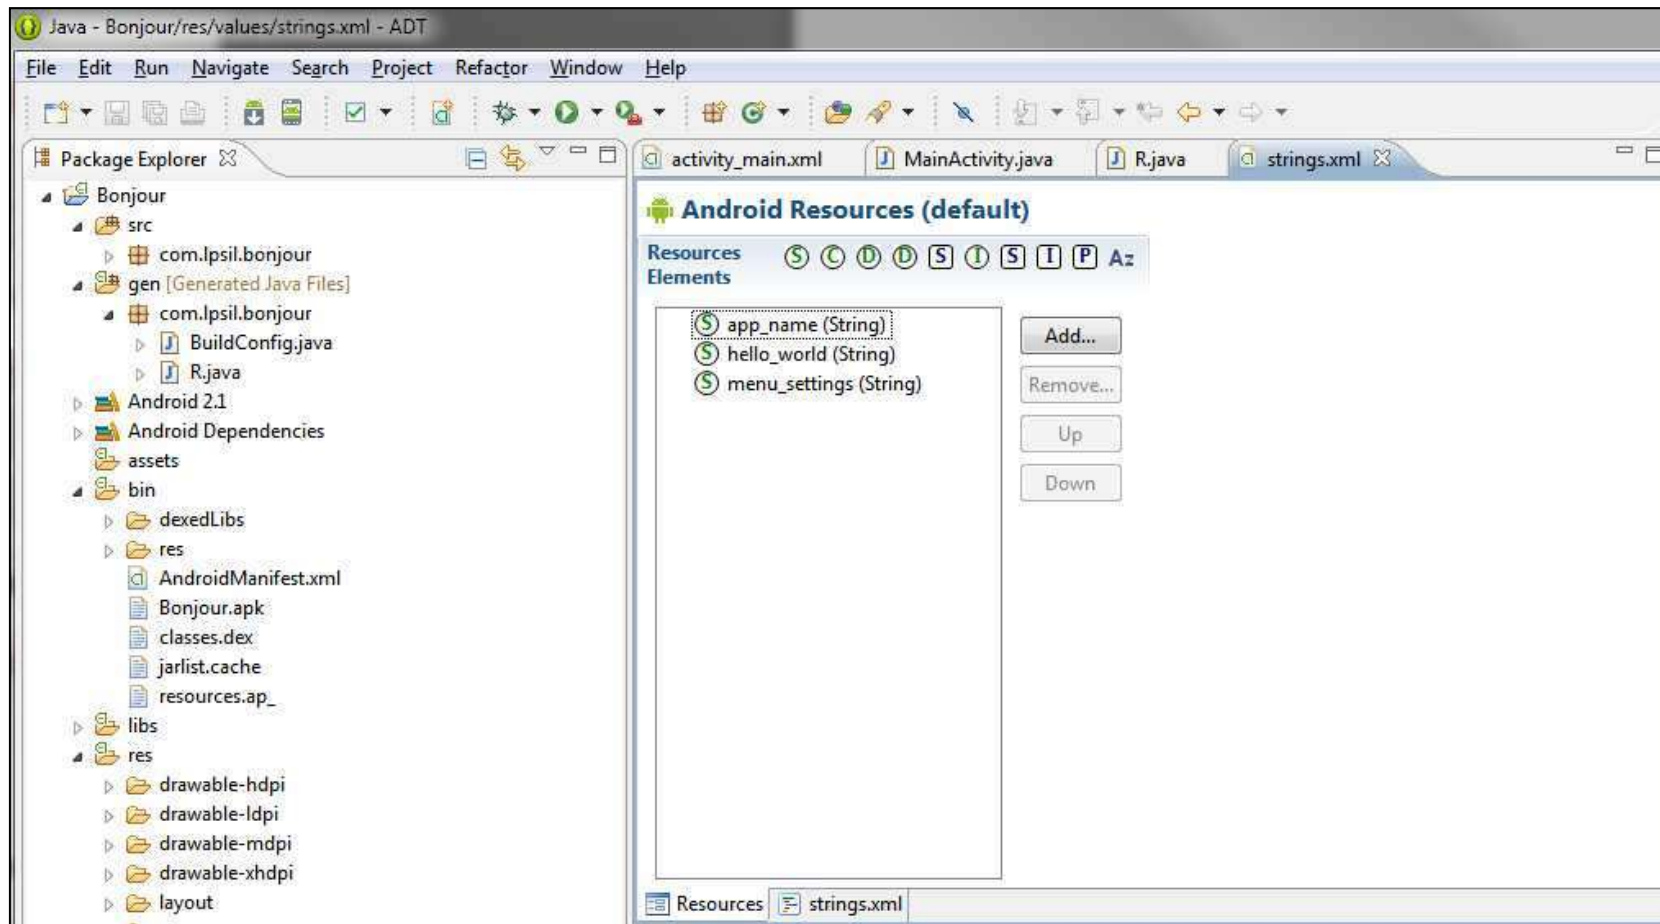 Java - Bonjour/res/values/strings.xml - ADT
File Edit Run Navigate Search Project Refactor Window Help
Package Explorer
Bonjour
src
com.lpsil.bonjour
gen [Generated Java Files]
com.lpsil.bonjour
BuildConfig.java
R.java
Android 2.1
Android Dependencies
assets
bin
dexedLibs
res
AndroidManifest.xml
Bonjour.apk
classes.dex
jarlist.cache
resources.ap_
libs
res
drawable-hdpi
drawable-ldpi
drawable-mdpi
drawable-xhdpi
layout
activity_main.xml MainActivity.java R.java strings.xml
Android Resources (default)
Resources Elements S C D D S I S I P Az
app_name (String)
hello_world (String)
menu_settings (String)
Add...
Remove...
Up
Down
Resources strings.xml